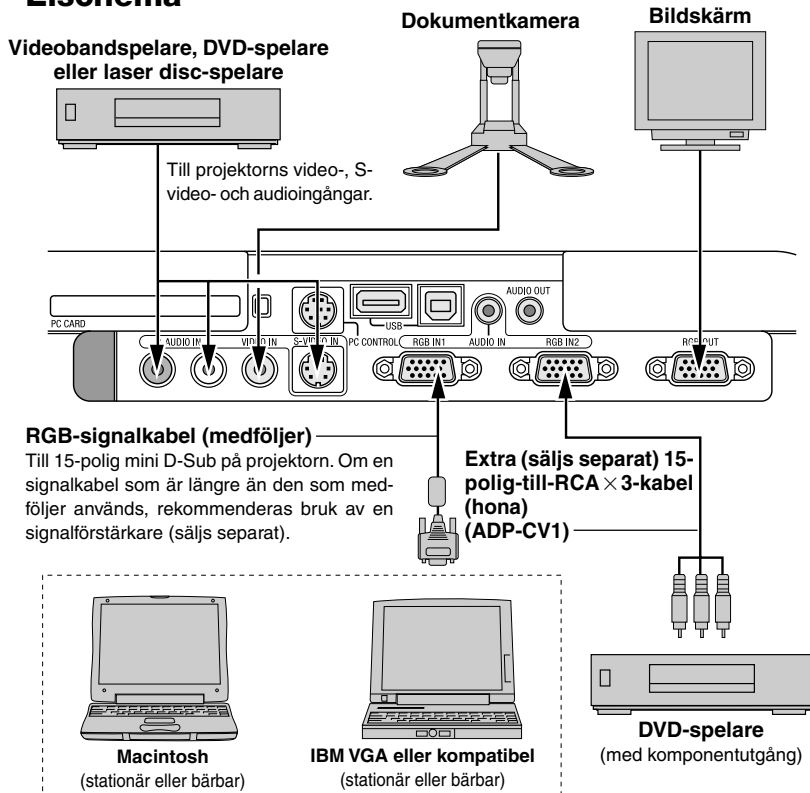 Elschema
Dokumentkamera
Bildskärm
Videobandspelare, DVD-spelare
eller laser disc-spelare
Till projektorns video-, S-
video- och audioingångar.
AUDIO OUT
PC CARD
USB
AUDIO IN
VIDEO IN
S-VIDEO IN
PC CONTROL
RGB IN1
AUDIO IN
RGB IN2
RGB OUT
RGB-signalkabel (medföljer)
Till 15-polig mini D-Sub på projektorn. Om en
signalkabel som är längre än den som med-
följer används, rekommenderas bruk av en
signalförstärkare (säljs separat).
Extra (säljs separat) 15-
polig-till-RCA×3-kabel
(hona)
(ADP-CV1)
Macintosh
(stationär eller bärbar)
IBM VGA eller kompatibel
(stationär eller bärbar)
DVD-spelare
(med komponentutgång)